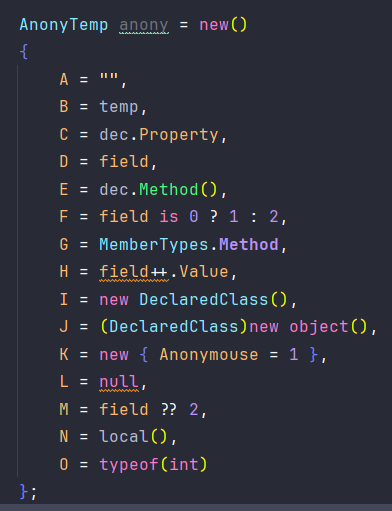 AnonyTemp anony = new()
{
A = "",
B = temp,
C = dec.Property,
D = field,
E = dec.Method(),
F = field is 0 ? 1 : 2,
G = MemberTypes.Method,
H = field++.Value,
I = new DeclaredClass(),
J = (DeclaredClass)new object(),
K = new { Anonymouse = 1 },
L = null,
M = field ?? 2,
N = local(),
O = typeof(int)
};